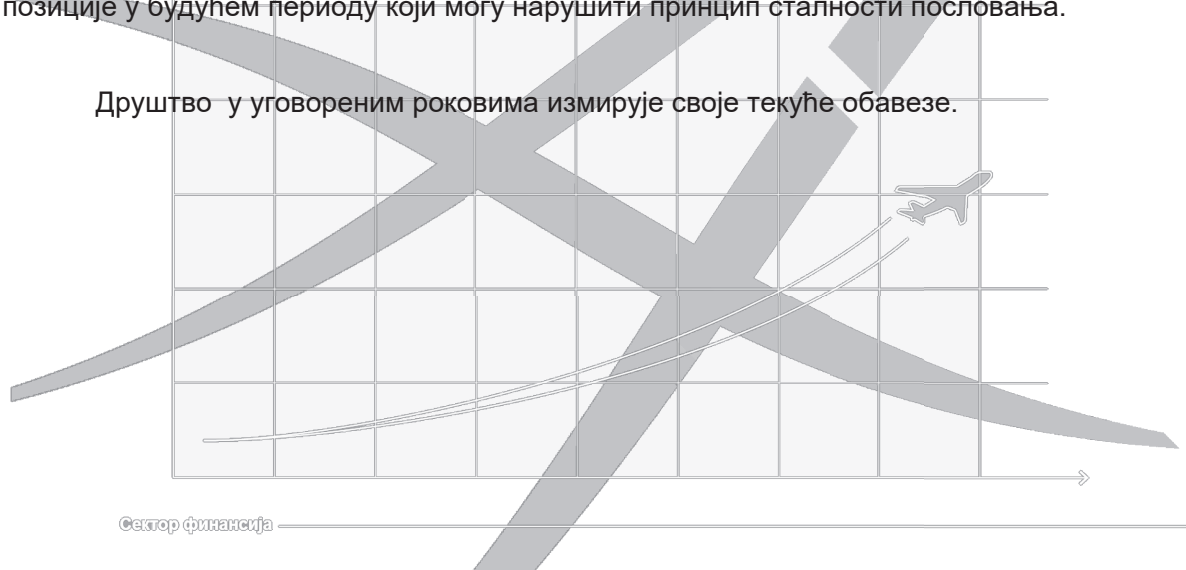 позиције у будућем периоду који могу нарушити принцип сталности пословања.
Друштво у уговореним роковима измирује своје текуће обавезе.
Сектор финансија